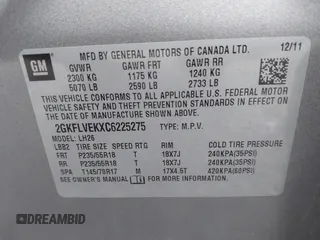 GM
MFD BY GENERAL MOTORS OF CANADA LTD. 12/11
GVWR GAWR FRT GAWR RR
2300 KG 1175 KG 1240 KG
5070 LB 2590 LB 2733 LB
THIS VEHICLE CONFORMS TO ALL APPLICABLE U.S. FEDERAL MOTOR
VEHICLE SAFETY AND THEFT PREVENTION STANDARDS IN EFFECT ON
THE DATE OF MANUFACTURE SHOWN ABOVE.
2GKFLVEKXC6225275 TYPE: M.P.V.
MODEL: LH26
LBB2 TIRE SIZE SPEED RTG RIM COLD TIRE PRESSURE
FRT P235/55R18 T 18X7J 240KPA(35PSI)
RR P235/55R18 T 18X7J 240KPA(35PSI)
SPA T145/70R17 M 17X4.5T 420KPA(60PSI)
© DREAMBID